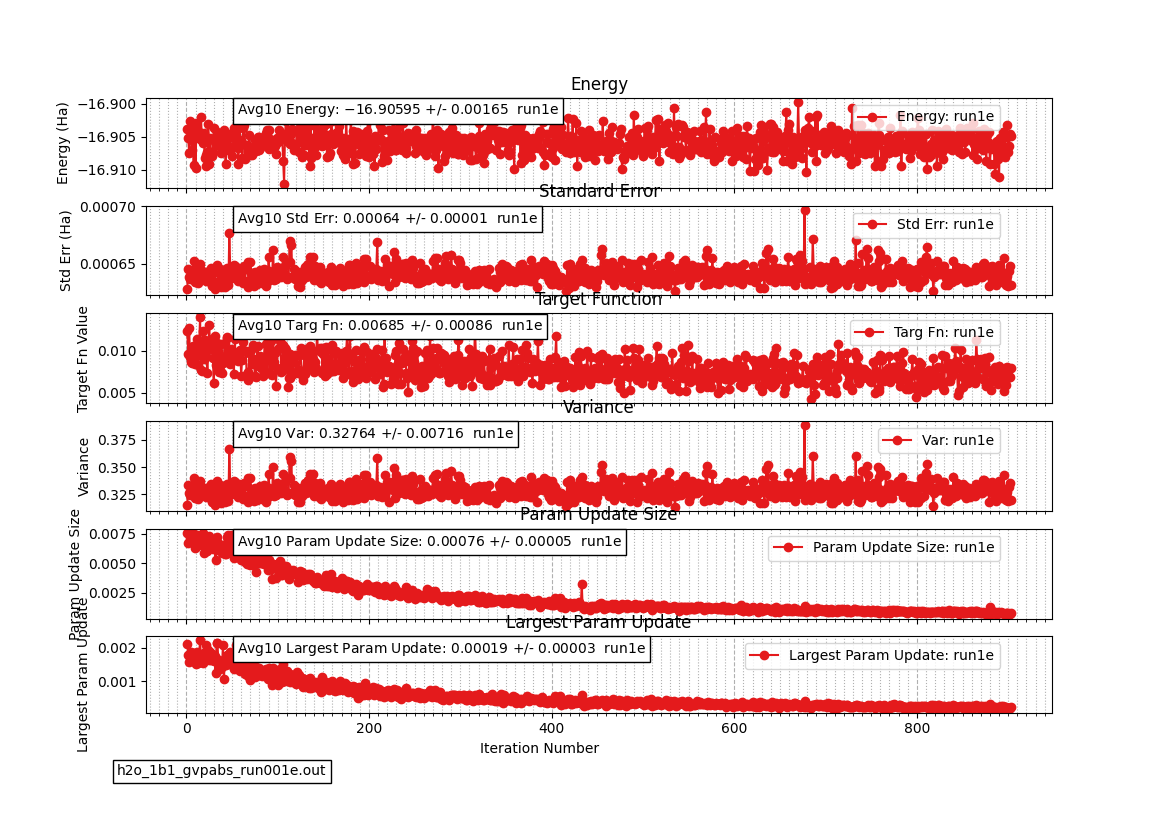 Energy
Energy (Ha)
−16.900
−16.905
−16.910
Avg10 Energy: −16.90595 +/- 0.00165 run1e
Energy: run1e
Standard Error
Std Err (Ha)
0.00070
0.00065
Avg10 Std Err: 0.00064 +/- 0.00001 run1e
Std Err: run1e
Target Function
Target Fn Value
0.010
0.005
Avg10 Targ Fn: 0.00685 +/- 0.00086 run1e
Targ Fn: run1e
Variance
Variance
0.375
0.350
0.325
Avg10 Var: 0.32764 +/- 0.00716 run1e
Var: run1e
Param Update Size
Param Update Size
0.0075
0.0050
0.0025
Avg10 Param Update Size: 0.00076 +/- 0.00005 run1e
Param Update Size: run1e
Largest Param Update
Largest Param Update
0.002
0.001
Avg10 Largest Param Update: 0.00019 +/- 0.00003 run1e
Largest Param Update: run1e
0 200 400 600 800
Iteration Number
h2o_1b1_gvpabs_run001e.out